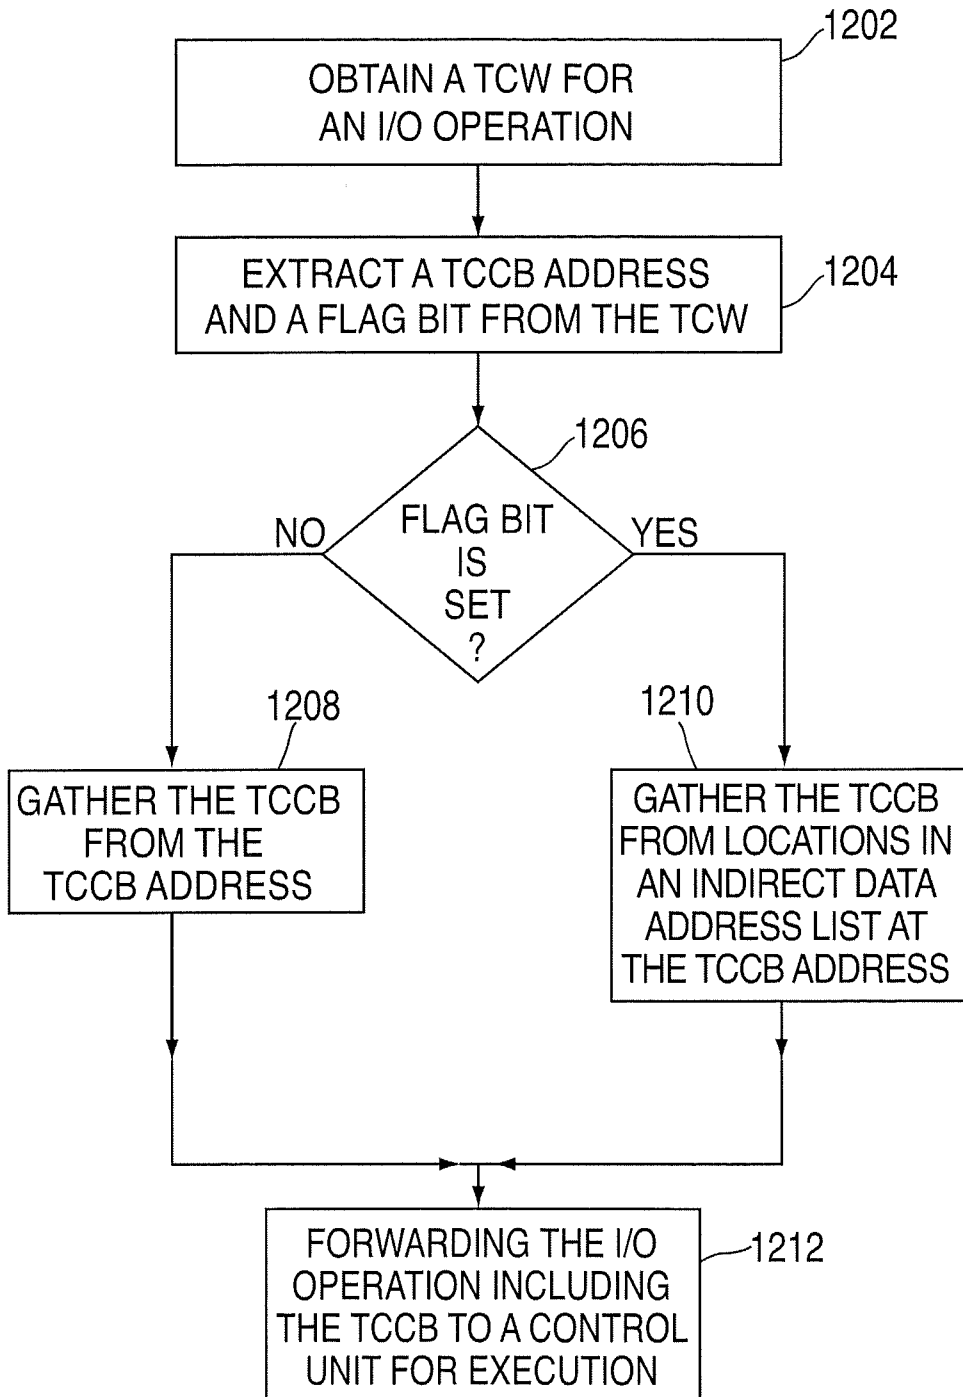 1202
OBTAIN A TCW FOR
AN I/O OPERATION
1204
EXTRACT A TCCB ADDRESS
AND A FLAG BIT FROM THE TCW
1206
FLAG BIT
IS
SET
?
NO
YES
1208
GATHER THE TCCB
FROM THE
TCCB ADDRESS
1210
GATHER THE TCCB
FROM LOCATIONS IN
AN INDIRECT DATA
ADDRESS LIST AT
THE TCCB ADDRESS
1212
FORWARDING THE I/O
OPERATION INCLUDING
THE TCCB TO A CONTROL
UNIT FOR EXECUTION